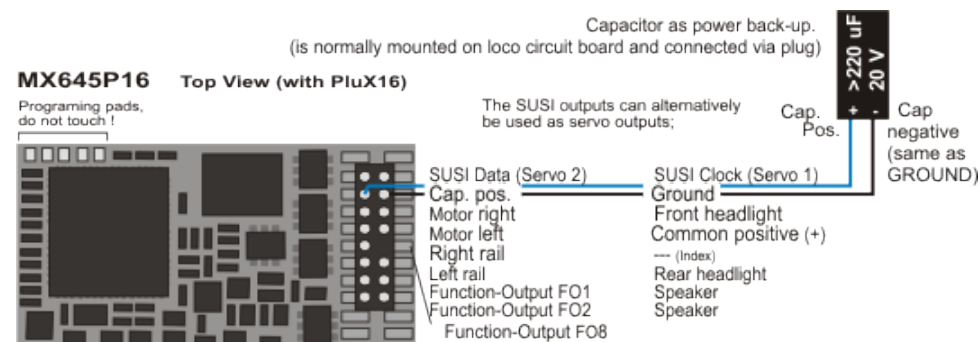 Capacitor as power back-up.
(is normally mounted on loco circuit board and connected via plug)
>220 uF
20 V
+ -
MX645P16 Top View (with PluX16)
Programing pads,
do not touch !
The SUSI outputs can alternatively
be used as servo outputs;
Cap.
Pos.
Cap
negative
(same as
GROUND)
SUSI Data (Servo 2) SUSI Clock (Servo 1)
Cap. pos. Ground
Motor right Front headlight
Motor left Common positive (+)
Right rail --- (Index)
Left rail Rear headlight
Function-Output FO1 Speaker
Function-Output FO2 Speaker
Function-Output FO8